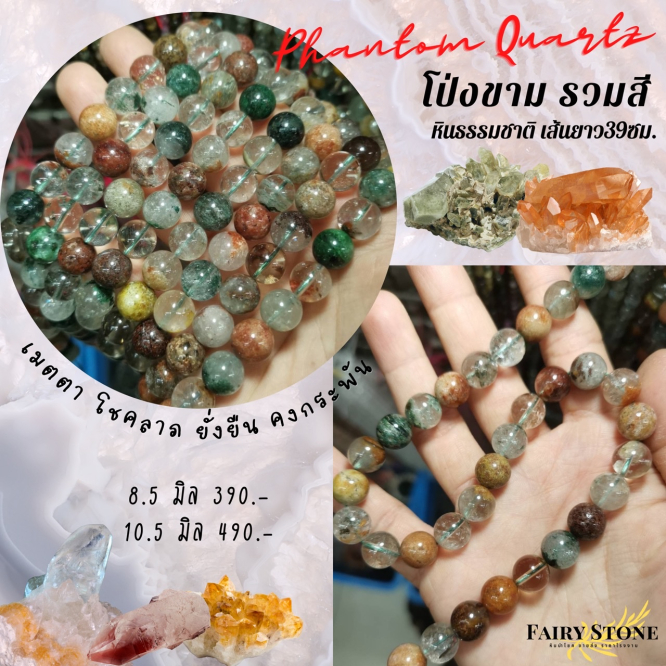 Phantom Quartz
โป่งขาม รวมสี
หินธรรมชาติ เส้นยาว39ซม.
เมตตา โชคลาภ ยั่งยืน คงกระพัน
8.5 มิล 390.-
10.5 มิล 490.-
FAIRY STONE